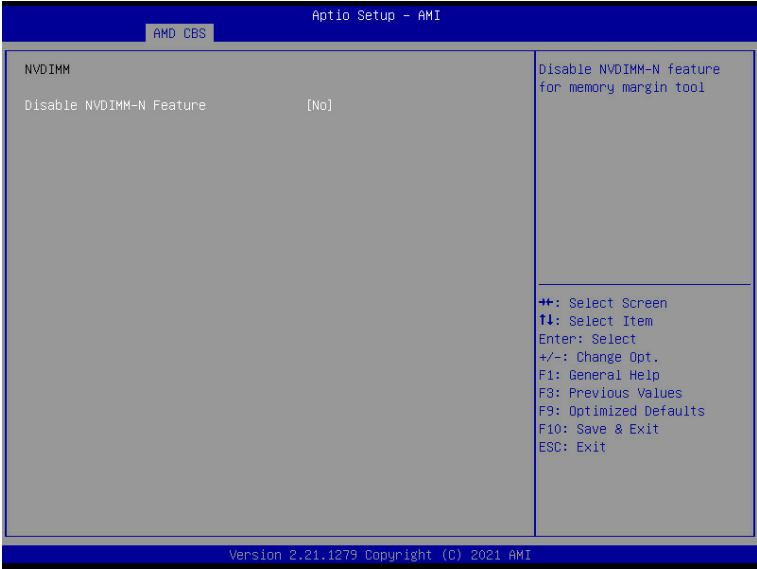 Aptio Setup - AMI
AMD CBS
NVDIMM
Disable NVDIMM-N Feature [No]
Disable NVDIMM-N feature
for memory margin tool
→←: Select Screen
↑↓: Select Item
Enter: Select
+/-: Change Opt.
F1: General Help
F3: Previous Values
F9: Optimized Defaults
F10: Save & Exit
ESC: Exit
Version 2.21.1279 Copyright (C) 2021 AMI